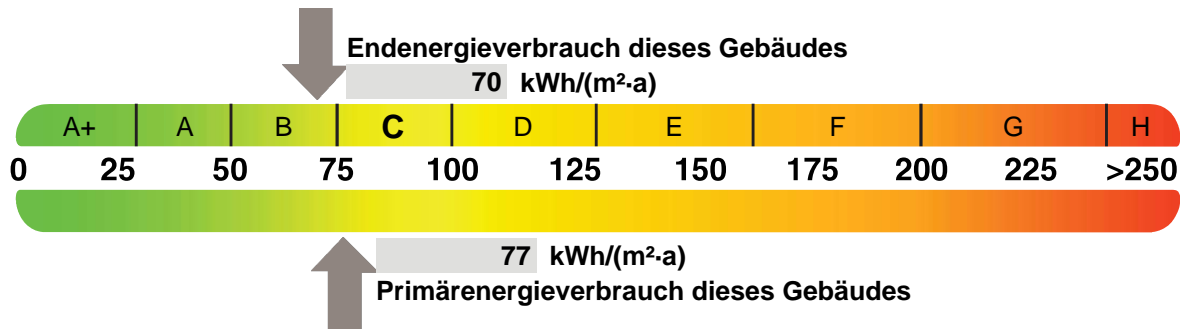 Endenergieverbrauch dieses Gebäudes
70 kWh/(m²·a)
A+ A B C D E F G H
0 25 50 75 100 125 150 175 200 225 >250
77 kWh/(m²·a)
Primärenergieverbrauch dieses Gebäudes